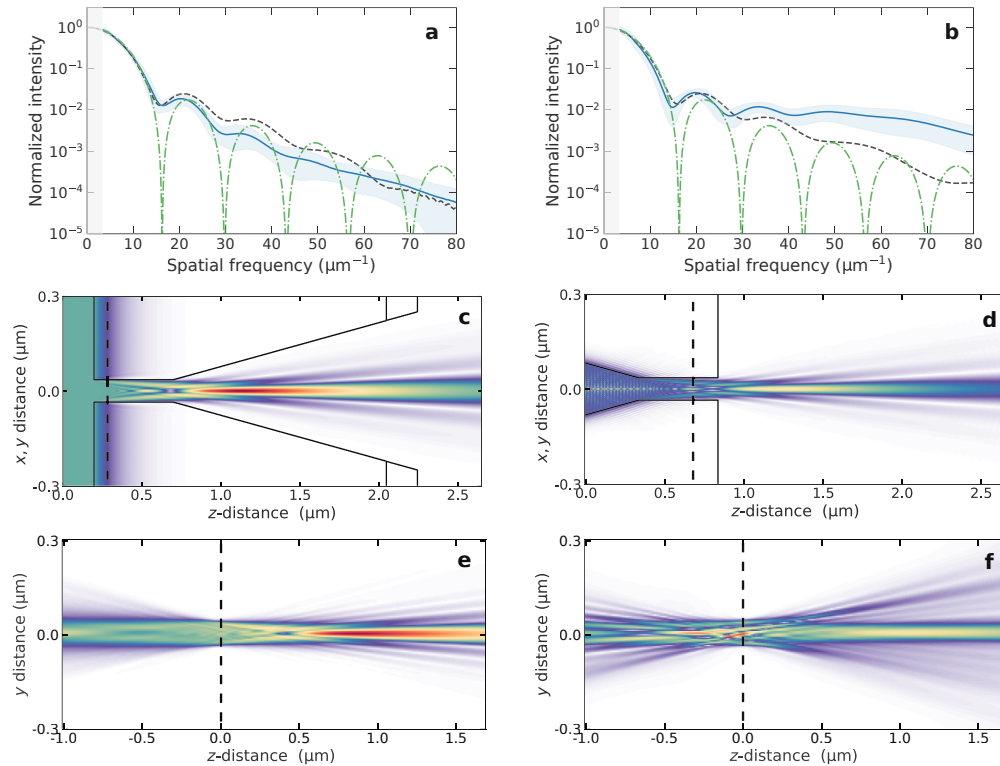 a
Normalized intensity
10⁰
10⁻¹
10⁻²
10⁻³
10⁻⁴
10⁻⁵
0 10 20 30 40 50 60 70 80
Spatial frequency (μm⁻¹)
b
Normalized intensity
10⁰
10⁻¹
10⁻²
10⁻³
10⁻⁴
10⁻⁵
0 10 20 30 40 50 60 70 80
Spatial frequency (μm⁻¹)
c
x, y distance (μm)
0.3
0.0
-0.3
0.0 0.5 1.0 1.5 2.0 2.5
z-distance (μm)
d
x, y distance (μm)
0.3
0.0
-0.3
0.0 0.5 1.0 1.5 2.0 2.5
z-distance (μm)
e
y distance (μm)
0.3
0.0
-0.3
-1.0 -0.5 0.0 0.5 1.0 1.5
z-distance (μm)
f
y distance (μm)
0.3
0.0
-0.3
-1.0 -0.5 0.0 0.5 1.0 1.5
z-distance (μm)